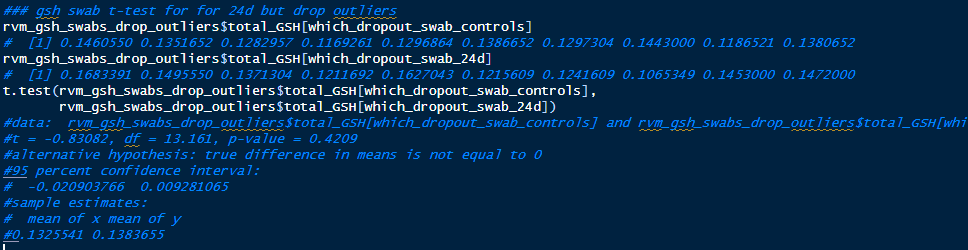 ### gsh swab t-test for for 24d but drop outliers
rvm_gsh_swabs_drop_outliers$total_GSH[which_dropout_swab_controls]
#  [1] 0.1460550 0.1351652 0.1282957 0.1169261 0.1296864 0.1386652 0.1297304 0.1443000 0.1186521 0.1380652
rvm_gsh_swabs_drop_outliers$total_GSH[which_dropout_swab_24d]
#  [1] 0.1683391 0.1495550 0.1371304 0.1211692 0.1627043 0.1215609 0.1241609 0.1065349 0.1453000 0.1472000
t.test(rvm_gsh_swabs_drop_outliers$total_GSH[which_dropout_swab_controls],
       rvm_gsh_swabs_drop_outliers$total_GSH[which_dropout_swab_24d])
#data:  rvm_gsh_swabs_drop_outliers$total_GSH[which_dropout_swab_controls] and rvm_gsh_swabs_drop_outliers$total_GSH[whi
#t = -0.83082, df = 13.161, p-value = 0.4209
#alternative hypothesis: true difference in means is not equal to 0
#95 percent confidence interval:
#  -0.020903766  0.009281065
#sample estimates:
#  mean of x mean of y
#0.1325541 0.1383655